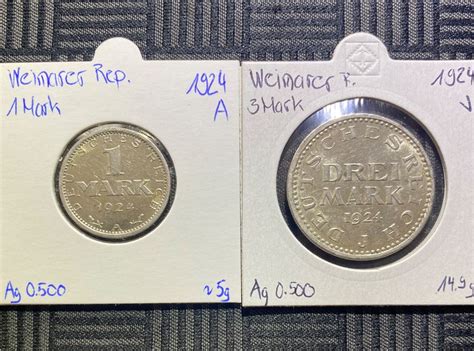 Weimarer Rep. 1924
1 Mark A
DEUTSCHES REICH
1
MARK
1924
A
Ag 0.500 ~5g
Weimarer R. 1924
3 Mark J
DEUTSCHES REICH
DREI
MARK
1924
J
Ag 0.500 14.9g